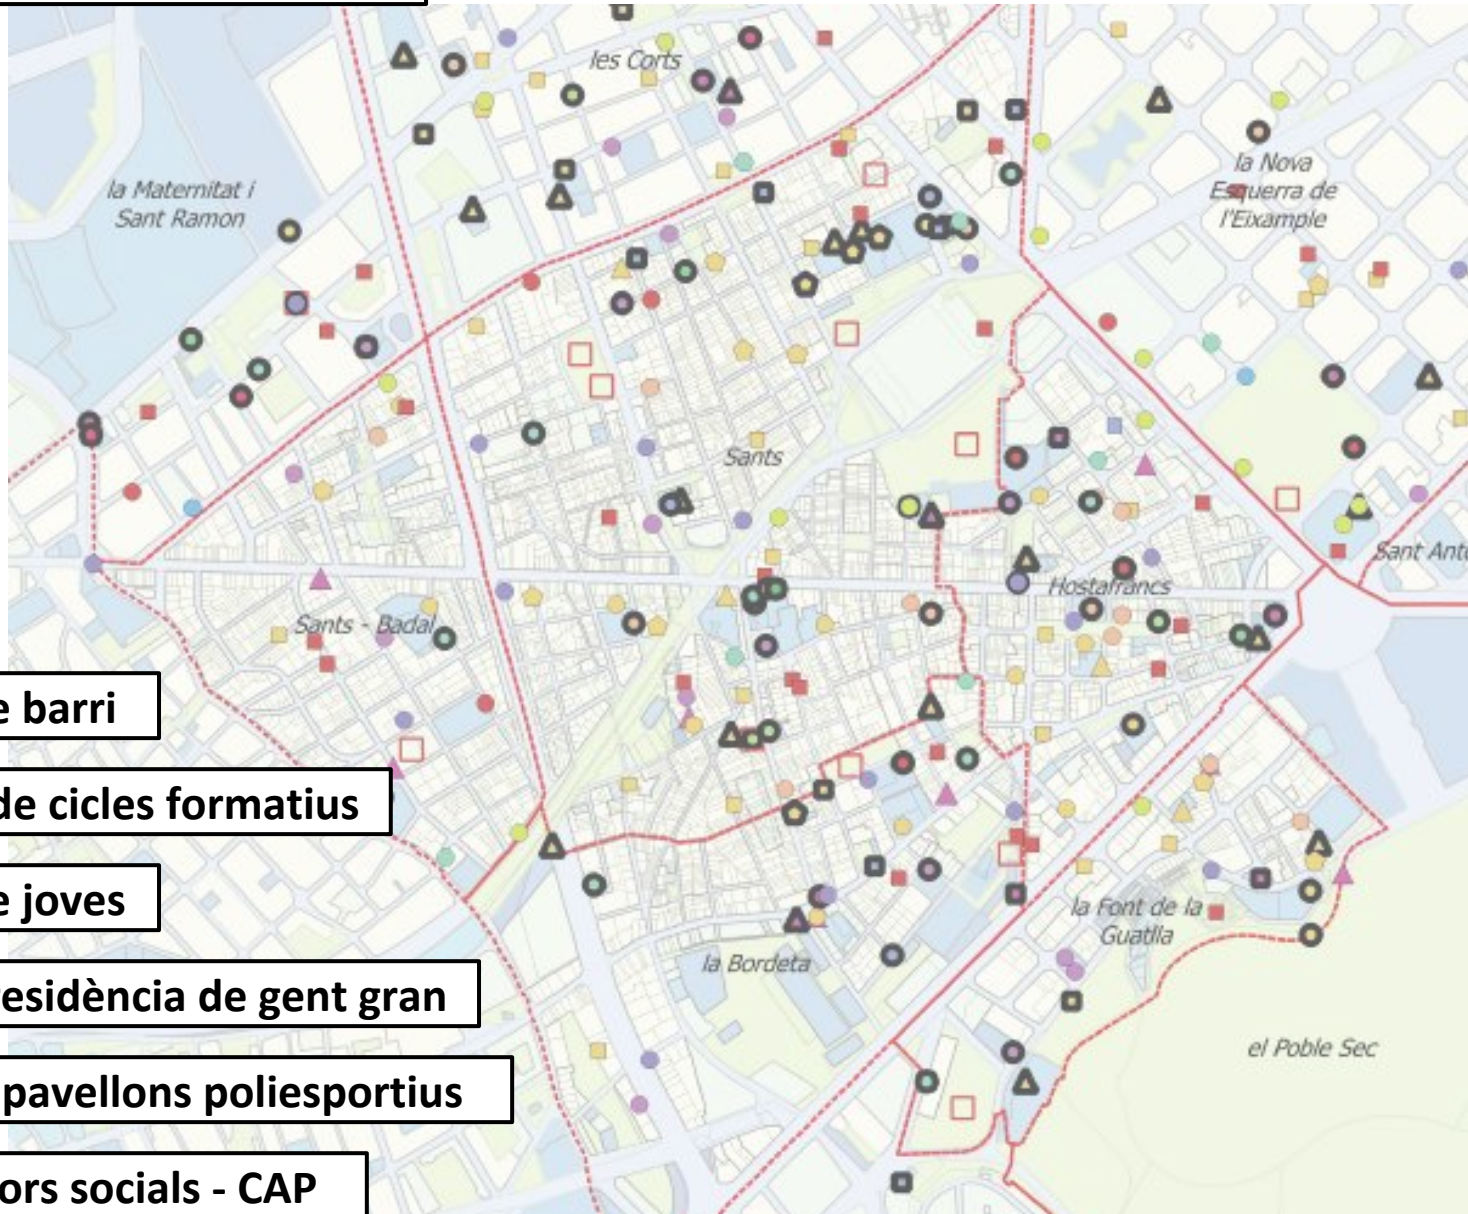 les Corts
la Maternitat i
Sant Ramon
la Nova
Esquerra de
l'Eixample
Sants
Sant Ant
Hostafrancs
Sants - Badal
e barri
de cicles formatius
e joves
la Font de la
Guatlla
la Bordeta
esidència de gent gran
el Poble Sec
pavellons poliesportius
ors socials - CAP